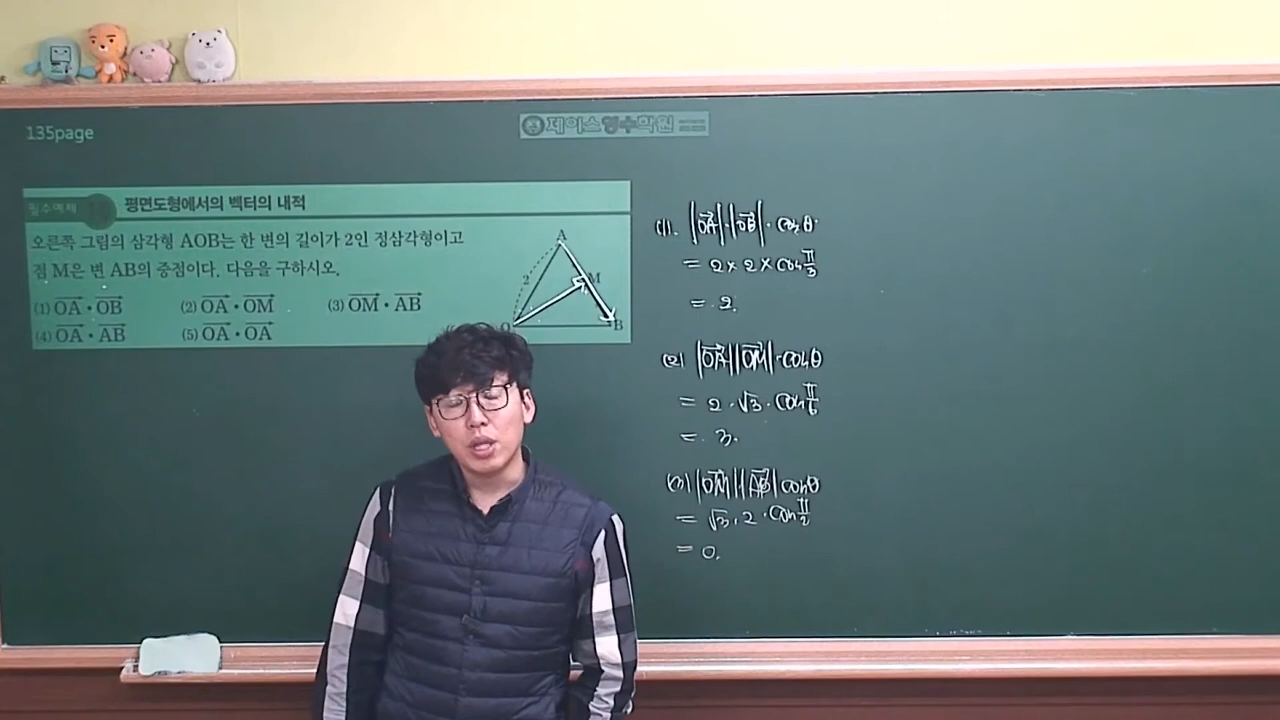 135page
제이스영수학원
필수예제
평면도형에서의 벡터의 내적
오른쪽 그림의 삼각형 AOB는 한 변의 길이가 2인 정삼각형이고
점 M은 변 AB의 중점이다. 다음을 구하시오.
(1) OA • OB (2) OA • OM (3) OM • AB
(4) OA • AB (5) OA • OA
A
2
M
O
B
(1). |OA|·|OB|· cosθ
= 2×2×cos π/3
= 2.
(2) |OA||OM|·cosθ
= 2·√3·cos π/6
= 3.
(3) |OM||AB| cosθ
= √3·2·cos π/2
= 0.